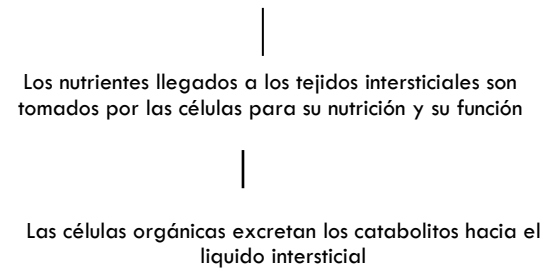 Los nutrientes llegados a los tejidos intersticiales son
tomados por las células para su nutrición y su función
Las células orgánicas excretan los catabolitos hacia el
liquido intersticial